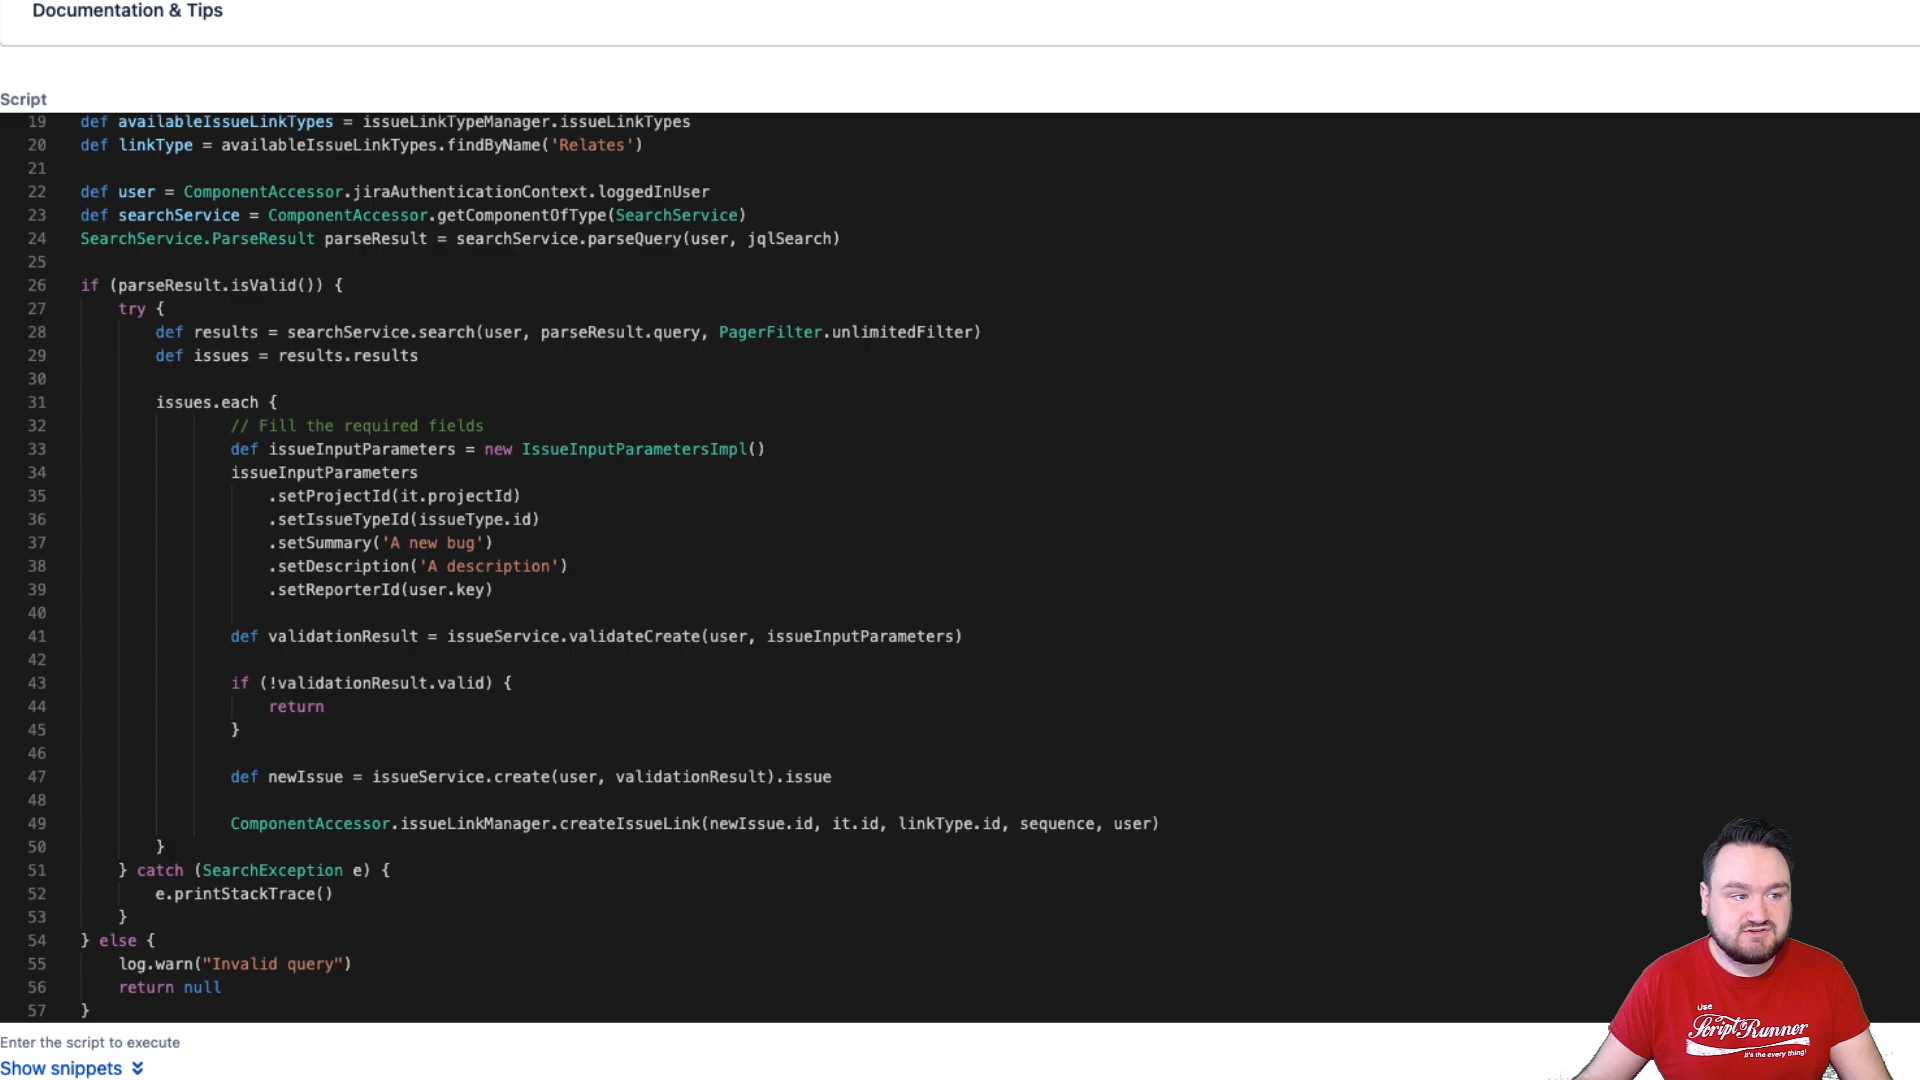 Documentation & Tips
Script
19 def availableIssueLinkTypes = issueLinkTypeManager.issueLinkTypes
20 def linkType = availableIssueLinkTypes.findByName('Relates')
21
22 def user = ComponentAccessor.jiraAuthenticationContext.loggedInUser
23 def searchService = ComponentAccessor.getComponentOfType(SearchService)
24 SearchService.ParseResult parseResult = searchService.parseQuery(user, jqlSearch)
25
26 if (parseResult.isValid()) {
27 try {
28 def results = searchService.search(user, parseResult.query, PagerFilter.unlimitedFilter)
29 def issues = results.results
30
31 issues.each {
32 // Fill the required fields
33 def issueInputParameters = new IssueInputParametersImpl()
34 issueInputParameters
35 .setProjectId(it.projectId)
36 .setIssueTypeId(issueType.id)
37 .setSummary('A new bug')
38 .setDescription('A description')
39 .setReporterId(user.key)
40
41 def validationResult = issueService.validateCreate(user, issueInputParameters)
42
43 if (!validationResult.valid) {
44 return
45 }
46
47 def newIssue = issueService.create(user, validationResult).issue
48
49 ComponentAccessor.issueLinkManager.createIssueLink(newIssue.id, it.id, linkType.id, sequence, user)
50 }
51 } catch (SearchException e) {
52 e.printStackTrace()
53 }
54 } else {
55 log.warn("Invalid query")
56 return null
57 }
Enter the script to execute
Show snippets
Use
ScriptRunner
it's the every thing!